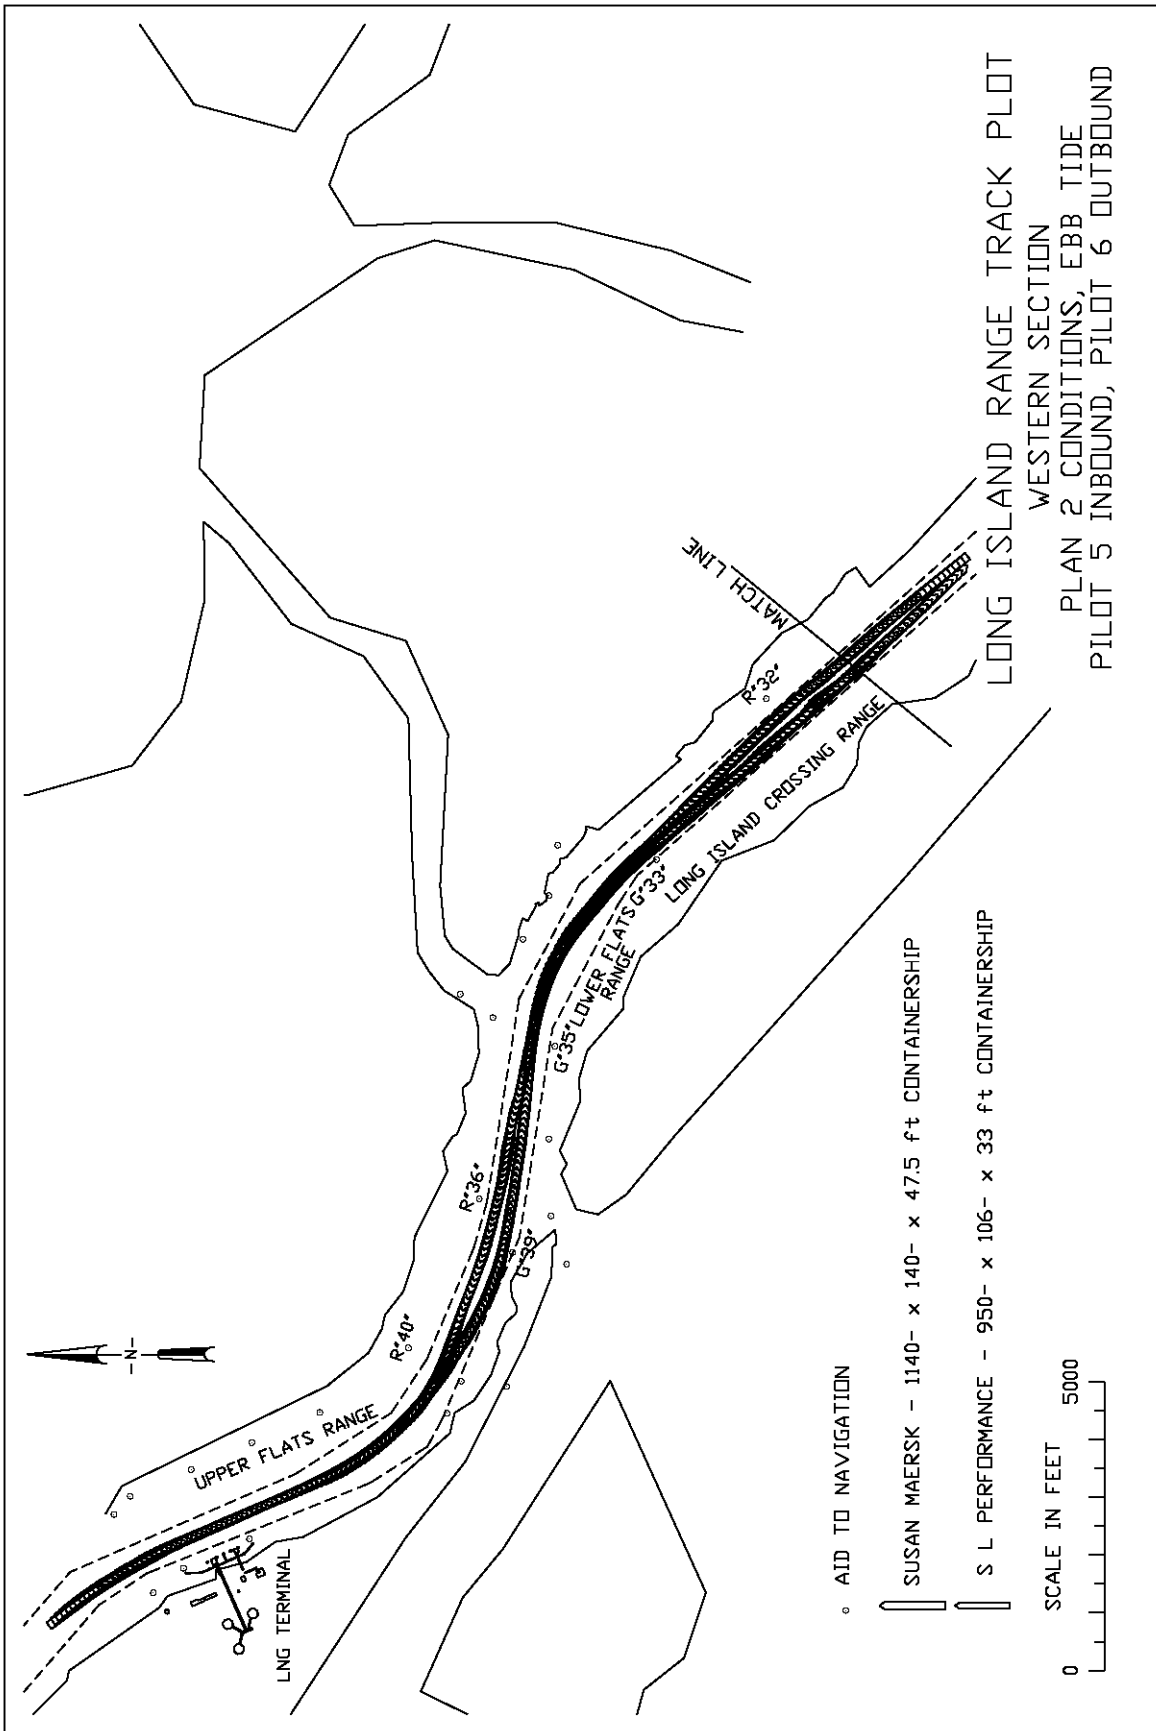 LONG ISLAND RANGE TRACK PLOT
WESTERN SECTION
PLAN 2 CONDITIONS, EBB TIDE
PILOT 5 INBOUND, PILOT 6 OUTBOUND
MATCH LINE
R"32"
LONG ISLAND CROSSING RANGE
G"33"
LOWER FLATS
RANGE
G"35"
R"36"
G"39"
R"40"
-N-
UPPER FLATS RANGE
LNG TERMINAL
AID TO NAVIGATION
SUSAN MAERSK - 1140- x 140- x 47.5 ft CONTAINERSHIP
S L PERFORMANCE - 950- x 106- x 33 ft CONTAINERSHIP
SCALE IN FEET
0 5000